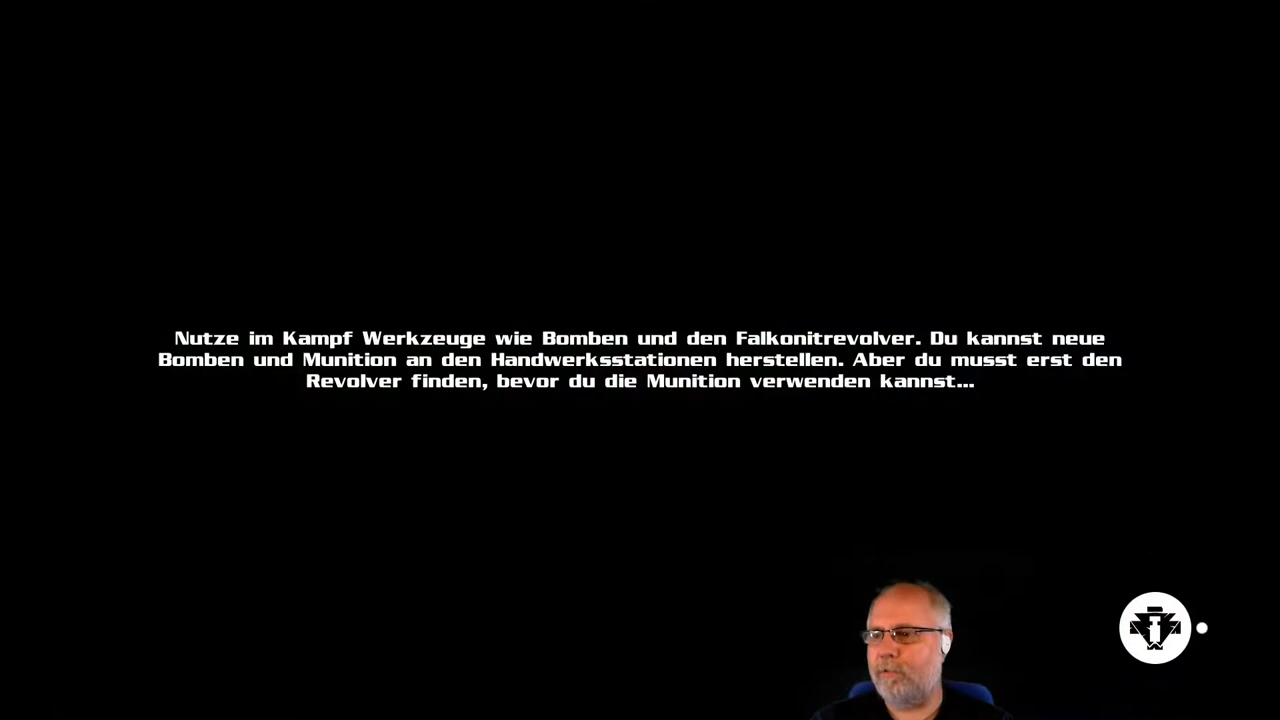 Nutze im Kampf Werkzeuge wie Bomben und den Falkonitrevolver. Du kannst neue
Bomben und Munition an den Handwerksstationen herstellen. Aber du musst erst den
Revolver finden, bevor du die Munition verwenden kannst...